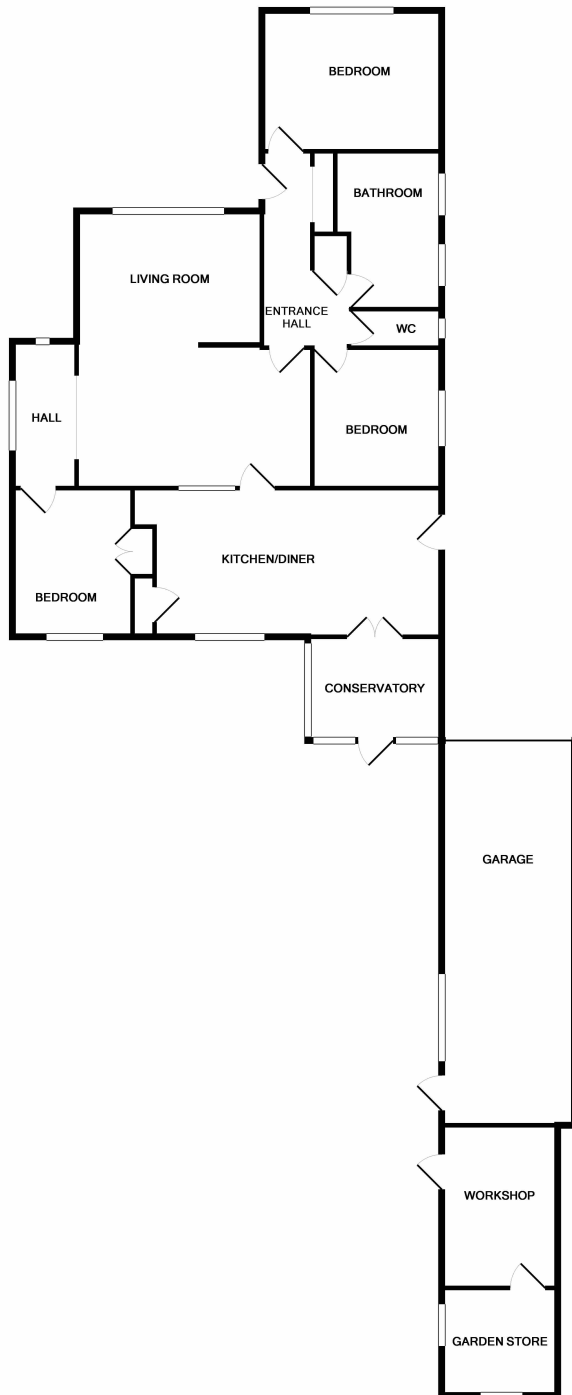 BEDROOM
BATHROOM
LIVING ROOM
ENTRANCE
HALL
WC
HALL
BEDROOM
KITCHEN/DINER
BEDROOM
CONSERVATORY
GARAGE
WORKSHOP
GARDEN STORE